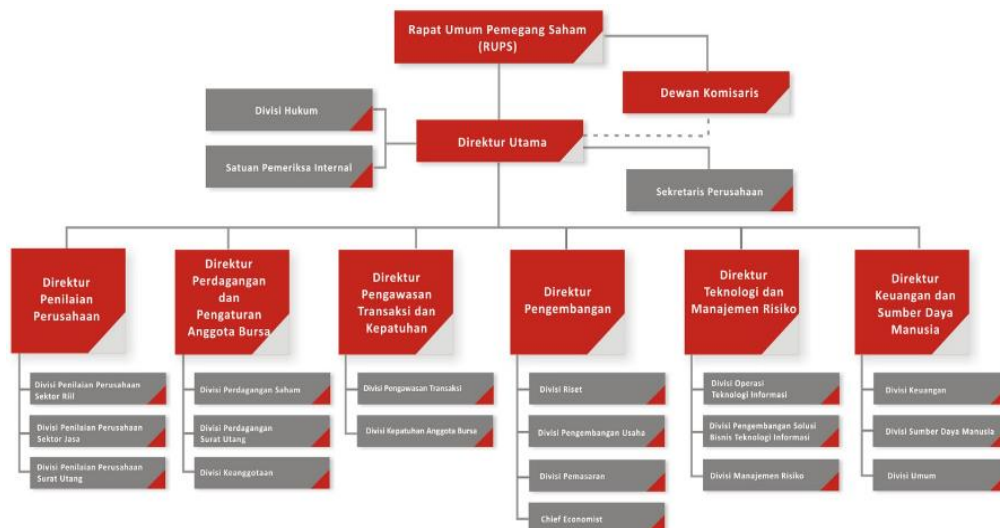 Rapat Umum Pemegang Saham
(RUPS)
Dewan Komisaris
Divisi Hukum
Direktur Utama
Satuan Pemeriksa Internal
Sekretaris Perusahaan
Direktur
Penilaian
Perusahaan
Direktur
Perdagangan
dan
Pengaturan
Anggota Bursa
Direktur
Pengawasan
Transaksi dan
Kepatuhan
Direktur
Pengembangan
Direktur
Teknologi dan
Manajemen Risiko
Direktur
Keuangan dan
Sumber Daya
Manusia
Divisi Penilaian Perusahaan
Sektor Riil
Divisi Penilaian Perusahaan
Sektor Jasa
Divisi Penilaian Perusahaan
Surat Utang
Divisi Perdagangan Saham
Divisi Perdagangan
Surat Utang
Divisi Keanggotaan
Divisi Pengawasan Transaksi
Divisi Kepatuhan Anggota Bursa
Divisi Riset
Divisi Pengembangan Usaha
Divisi Pemasaran
Chief Economist
Divisi Operasi
Teknologi Informasi
Divisi Pengembangan Solusi
Bisnis Teknologi Informasi
Divisi Manajemen Risiko
Divisi Keuangan
Divisi Sumber Daya Manusia
Divisi Umum